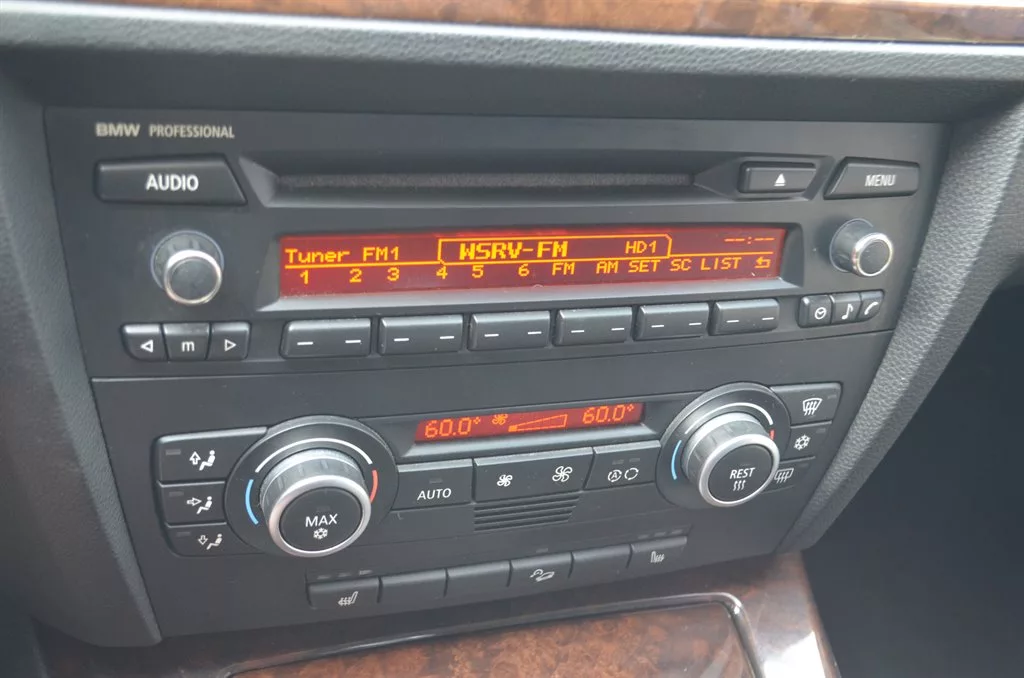 BMW PROFESSIONAL
AUDIO
MENU
Tuner FM1 WSRV-FM HD1 --:--
1 2 3 4 5 6 FM AM SET SC LIST
m
60.0° 60.0°
MAX
AUTO
A
REST